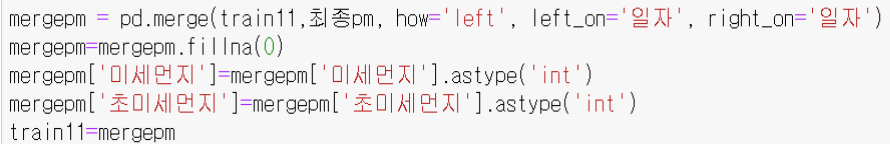 mergepm = pd.merge(train11,최종pm, how='left', left_on='일자', right_on='일자')
mergepm=mergepm.fillna(0)
mergepm['미세먼지']=mergepm['미세먼지'].astype('int')
mergepm['초미세먼지']=mergepm['초미세먼지'].astype('int')
train11=mergepm